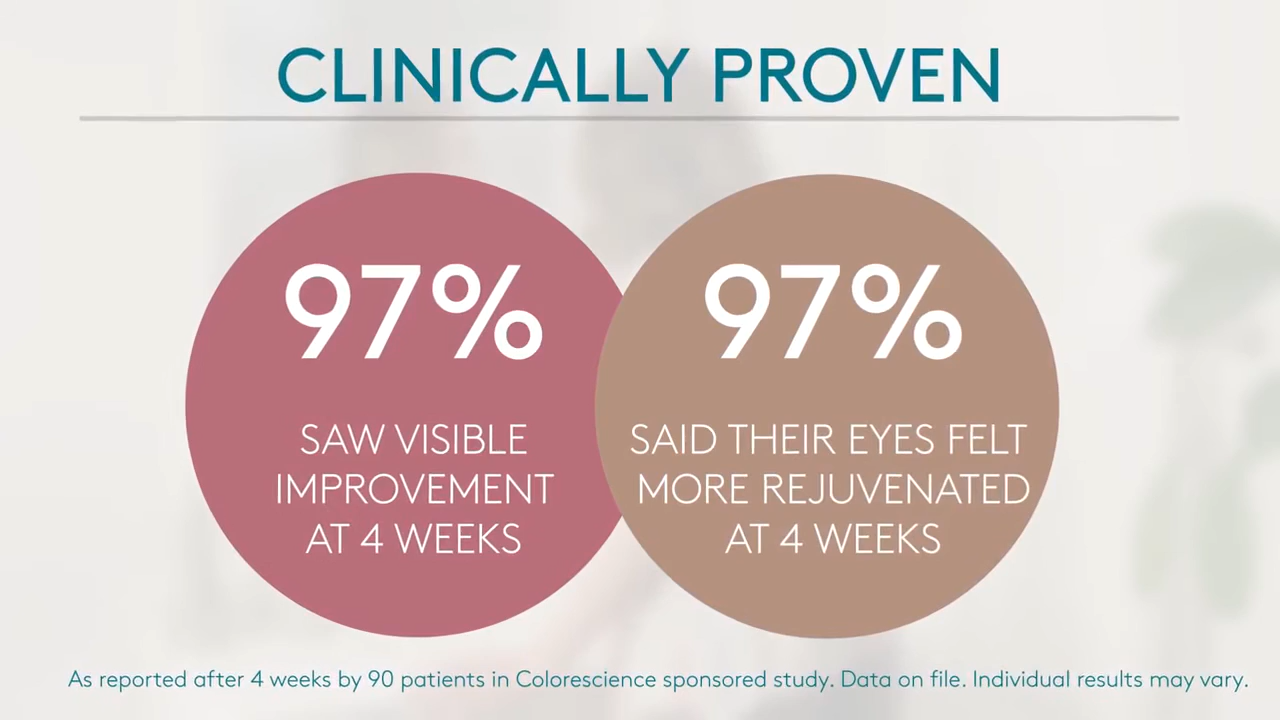 CLINICALLY PROVEN
97%
SAW VISIBLE
IMPROVEMENT
AT 4 WEEKS
97%
SAID THEIR EYES FELT
MORE REJUVENATED
AT 4 WEEKS
As reported after 4 weeks by 90 patients in Colorescience sponsored study. Data on file. Individual results may vary.